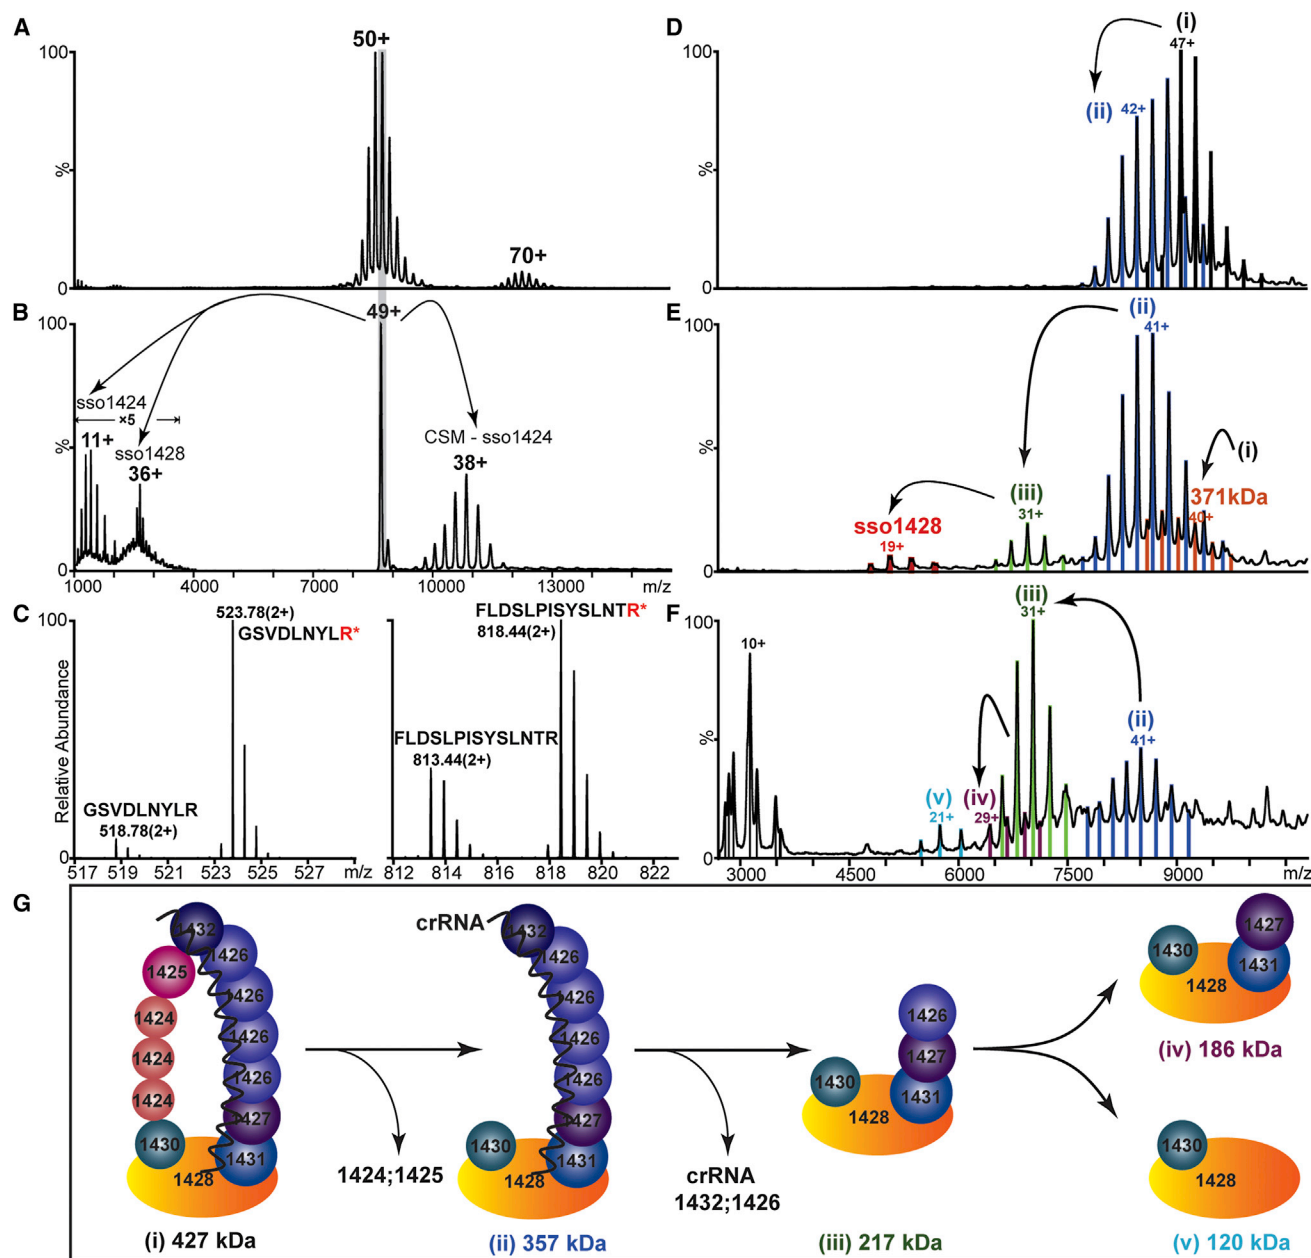 A
50+
100
%
70+
0
B
49+
100
sso1424
×5
11+
sso1428
36+
CSM - sso1424
38+
%
0
1000
4000
7000
10000
13000
m/z
C
100
Relative Abundance
0
523.78(2+)
GSVDLNYLR*
GSVDLNYLR
518.78(2+)
517
519
521
523
525
527
m/z
FLDSLPISYSLNTR*
818.44(2+)
FLDSLPISYSLNTR
813.44(2+)
812
814
816
818
820
822
D
(i)
47+
100
(ii)
42+
%
0
E
(ii)
41+
100
(i)
(iii)
31+
371kDa
40+
sso1428
19+
%
0
F
(iii)
31+
100
10+
(ii)
41+
%
(v)
21+
(iv)
29+
0
3000
4500
6000
7500
9000
m/z
G
1432
1426
1425
1426
1424
1426
1424
1426
1424
1427
1430
1431
1428
(i) 427 kDa
1424;1425
crRNA
1432
1426
1426
1426
1426
1427
1430
1431
1428
(ii) 357 kDa
crRNA
1432;1426
1426
1427
1430
1431
1428
(iii) 217 kDa
1427
1430
1431
1428
(iv) 186 kDa
1430
1428
(v) 120 kDa